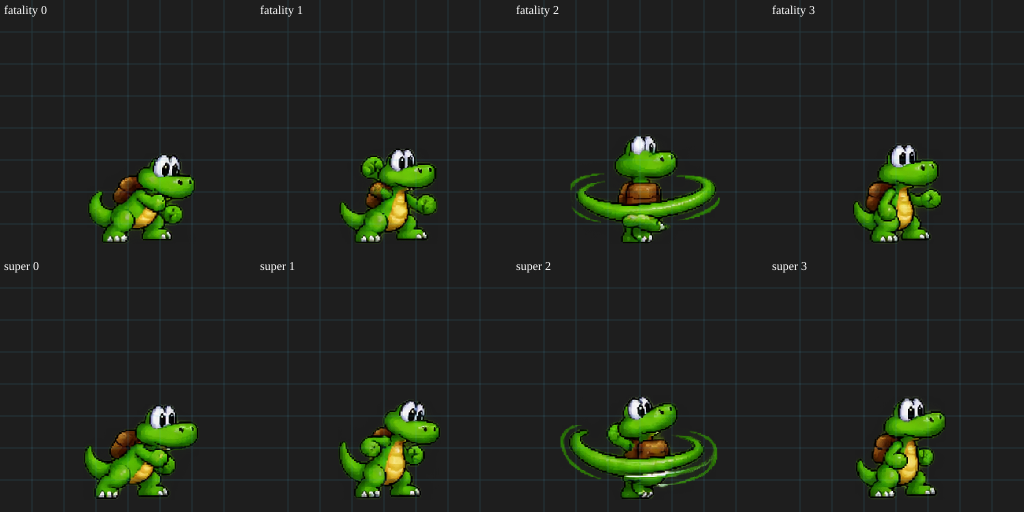 fatality 0
fatality 1
fatality 2
fatality 3
super 0
super 1
super 2
super 3